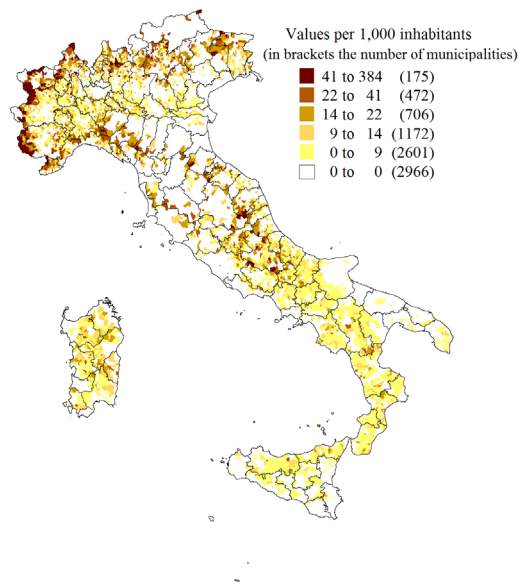 Values per 1,000 inhabitants
(in brackets the number of municipalities)
41 to 384 (175)
22 to 41 (472)
14 to 22 (706)
9 to 14 (1172)
0 to 9 (2601)
0 to 0 (2966)